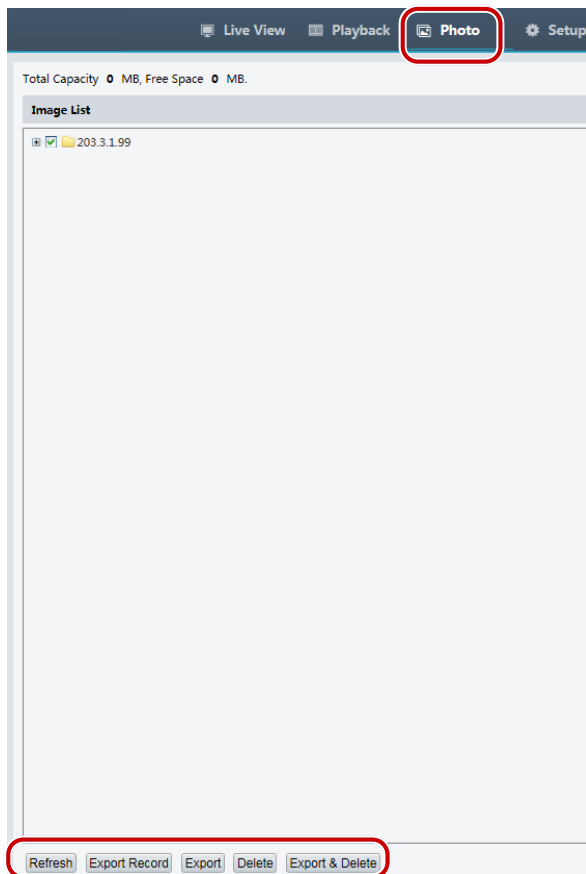 Live View Playback Photo Setup
Total Capacity 0 MB, Free Space 0 MB.
Image List
203.3.1.99
Refresh Export Record Export Delete Export & Delete